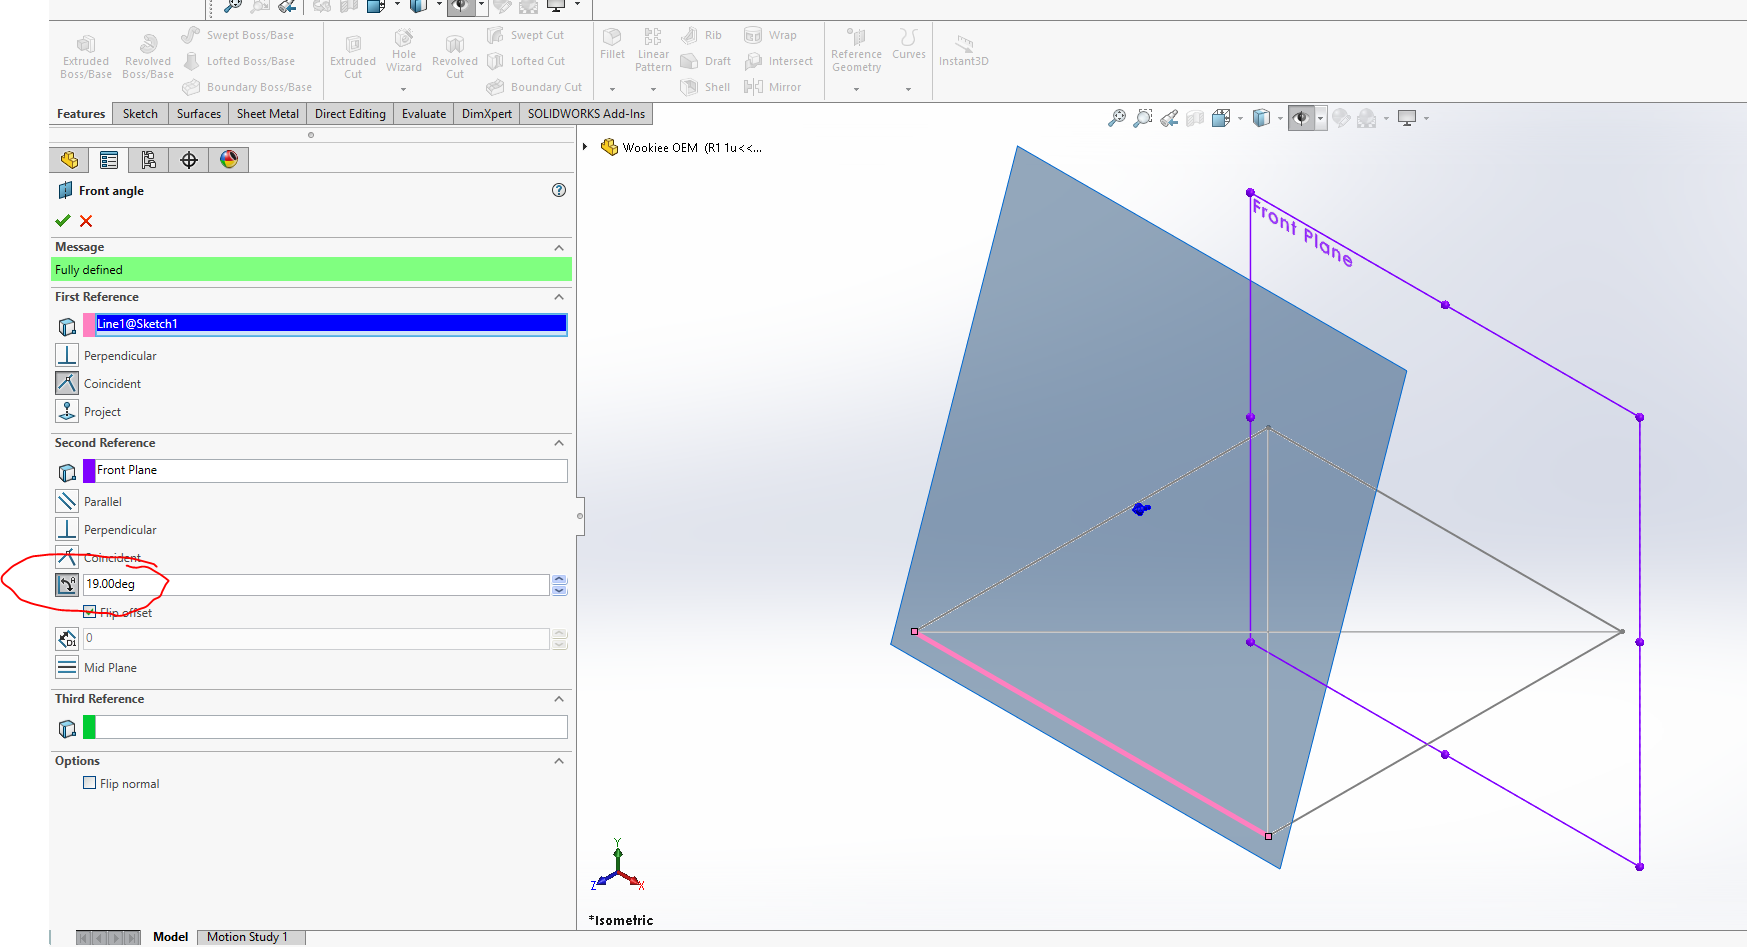 Extruded Boss/Base
Revolved Boss/Base
Swept Boss/Base
Lofted Boss/Base
Boundary Boss/Base
Extruded Cut
Hole Wizard
Revolved Cut
Swept Cut
Lofted Cut
Boundary Cut
Fillet
Linear Pattern
Rib
Draft
Shell
Wrap
Intersect
Mirror
Reference Geometry
Curves
Instant3D
Features Sketch Surfaces Sheet Metal Direct Editing Evaluate DimXpert SOLIDWORKS Add-Ins
Wookiee OEM (R1 1u<<...
Front angle
?
Message
Fully defined
First Reference
Line1@Sketch1
Perpendicular
Coincident
Project
Second Reference
Front Plane
Parallel
Perpendicular
Coincident
19.00deg
Flip offset
D1
0
Mid Plane
Third Reference
Options
Flip normal
Front Plane
Y
Z
X
*Isometric
Model Motion Study 1